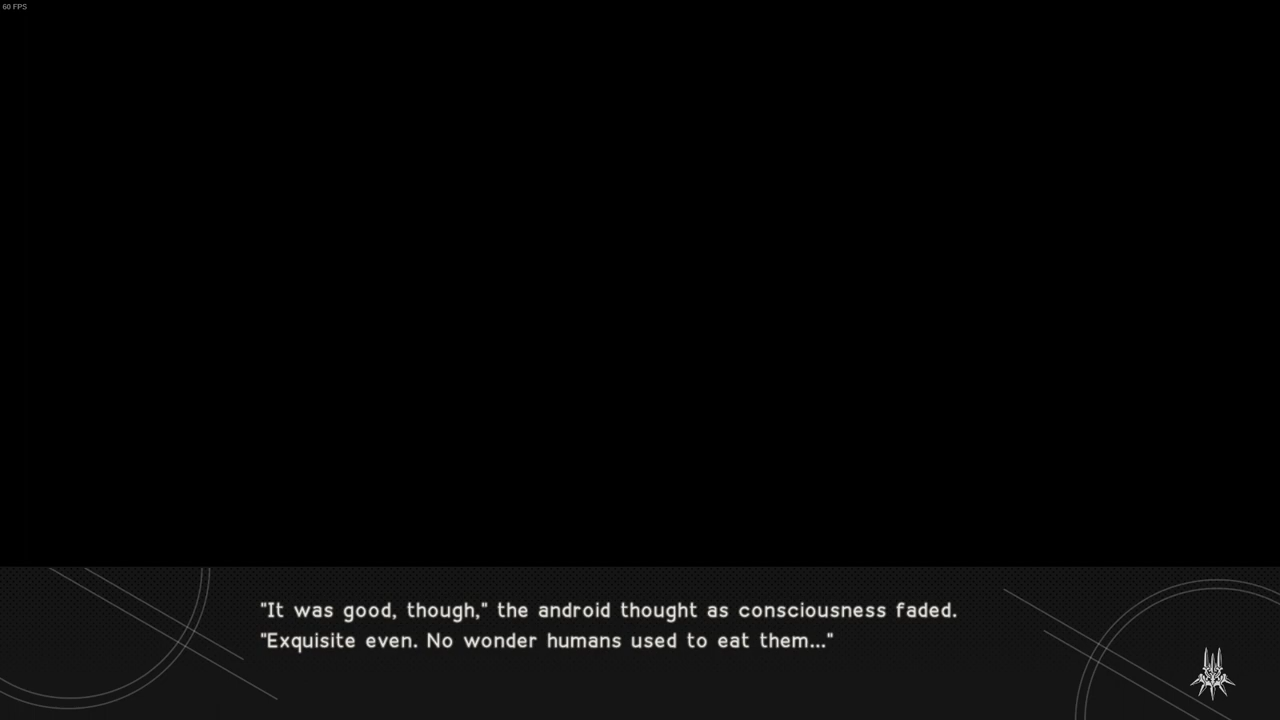 60 FPS
"It was good, though," the android thought as consciousness faded.
"Exquisite even. No wonder humans used to eat them..."